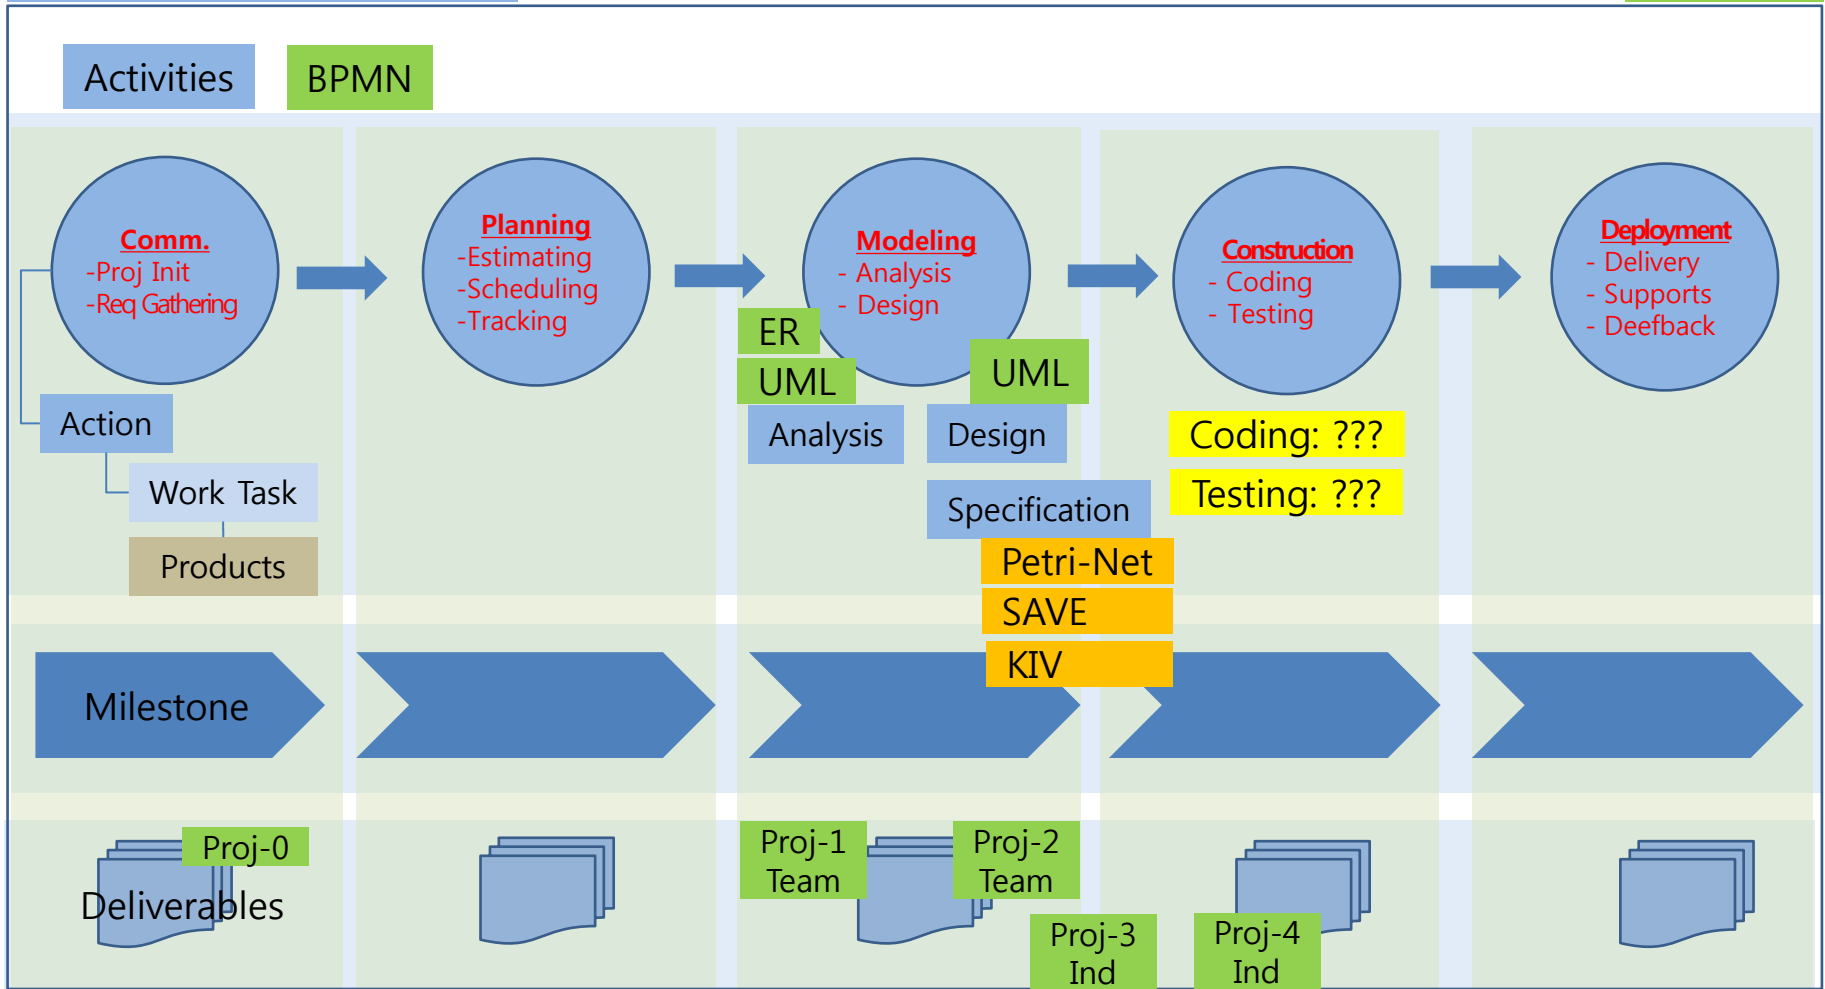 Activities
BPMN
Comm.
-Proj Init
-Req Gathering
Planning
-Estimating
-Scheduling
-Tracking
Modeling
- Analysis
- Design
Construction
- Coding
- Testing
Deployment
- Delivery
- Supports
- Deefback
ER
UML
UML
Action
Analysis
Design
Coding: ???
Work Task
Testing: ???
Specification
Products
Petri-Net
SAVE
KIV
Milestone
Proj-0
Deliverables
Proj-1
Team
Proj-2
Team
Proj-3
Ind
Proj-4
Ind